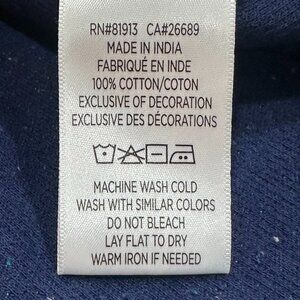 RN#81913 CA#26689
MADE IN INDIA
FABRIQUÉ EN INDE
100% COTTON/COTON
EXCLUSIVE OF DECORATION
EXCLUSIVE DES DÉCORATIONS
MACHINE WASH COLD
WASH WITH SIMILAR COLORS
DO NOT BLEACH
LAY FLAT TO DRY
WARM IRON IF NEEDED